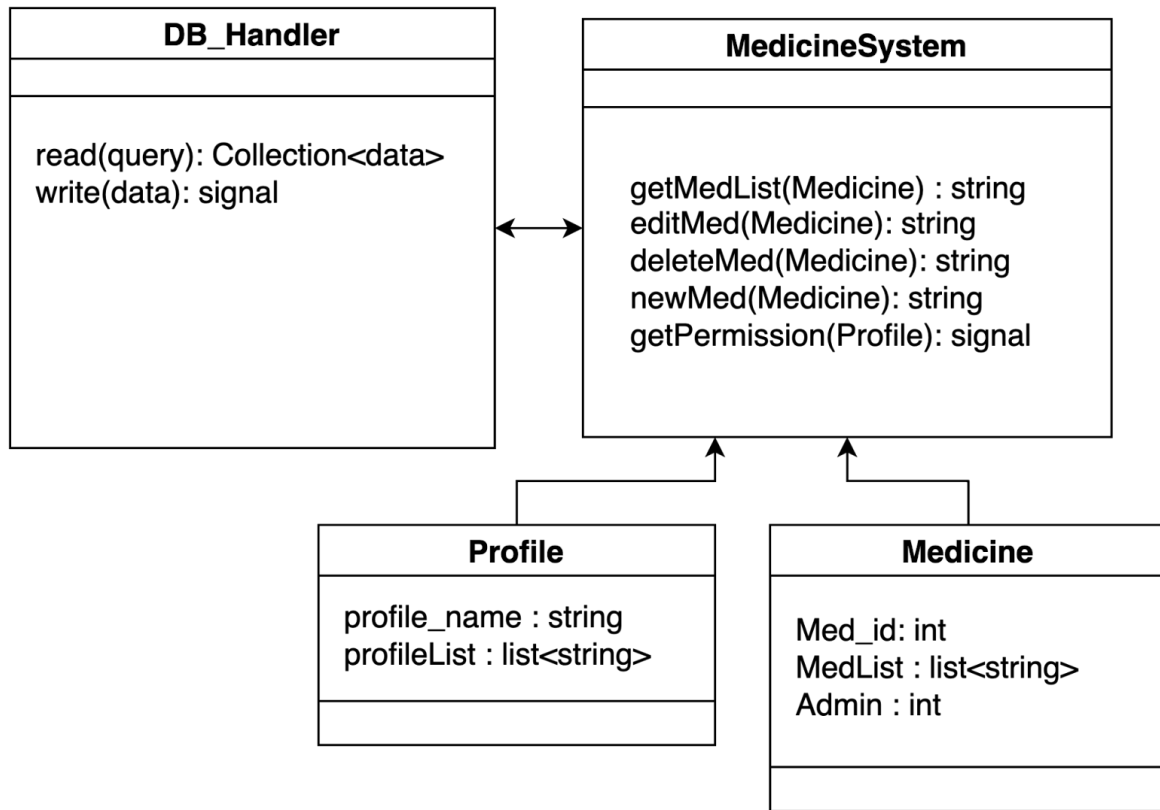 DB_Handler
read(query): Collection<data>
write(data): signal
MedicineSystem
getMedList(Medicine) : string
editMed(Medicine): string
deleteMed(Medicine): string
newMed(Medicine): string
getPermission(Profile): signal
Profile
profile_name : string
profileList : list<string>
Medicine
Med_id: int
MedList : list<string>
Admin : int